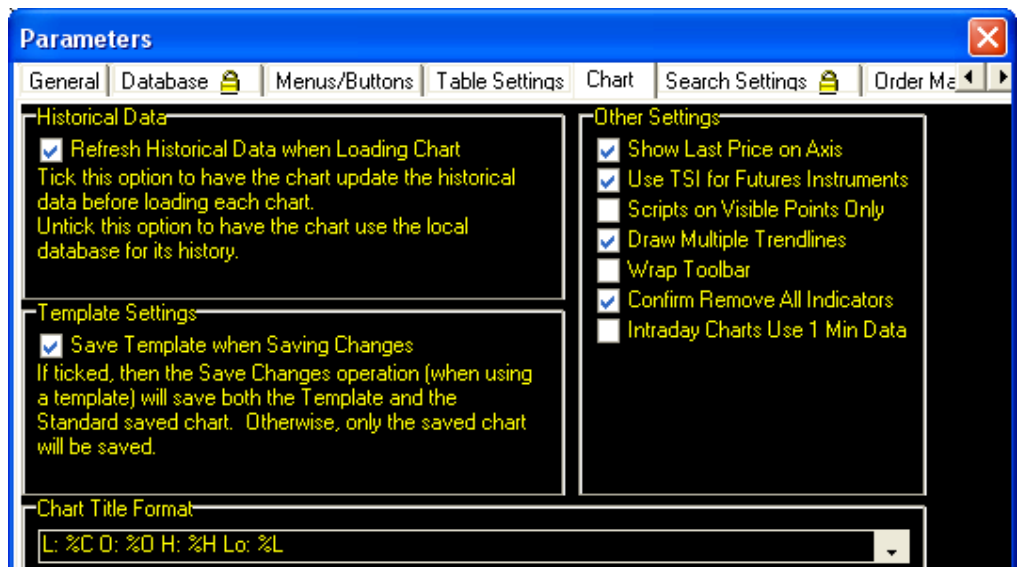 Parameters
General Database Menus/Buttons Table Settings Chart Search Settings Order Ma
Historical Data
Refresh Historical Data when Loading Chart
Tick this option to have the chart update the historical
data before loading each chart.
Untick this option to have the chart use the local
database for its history.
Template Settings
Save Template when Saving Changes
If ticked, then the Save Changes operation (when using
a template) will save both the Template and the
Standard saved chart.  Otherwise, only the saved chart
will be saved.
Other Settings
Show Last Price on Axis
Use TSI for Futures Instruments
Scripts on Visible Points Only
Draw Multiple Trendlines
Wrap Toolbar
Confirm Remove All Indicators
Intraday Charts Use 1 Min Data
Chart Title Format
L: %C O: %O H: %H Lo: %L